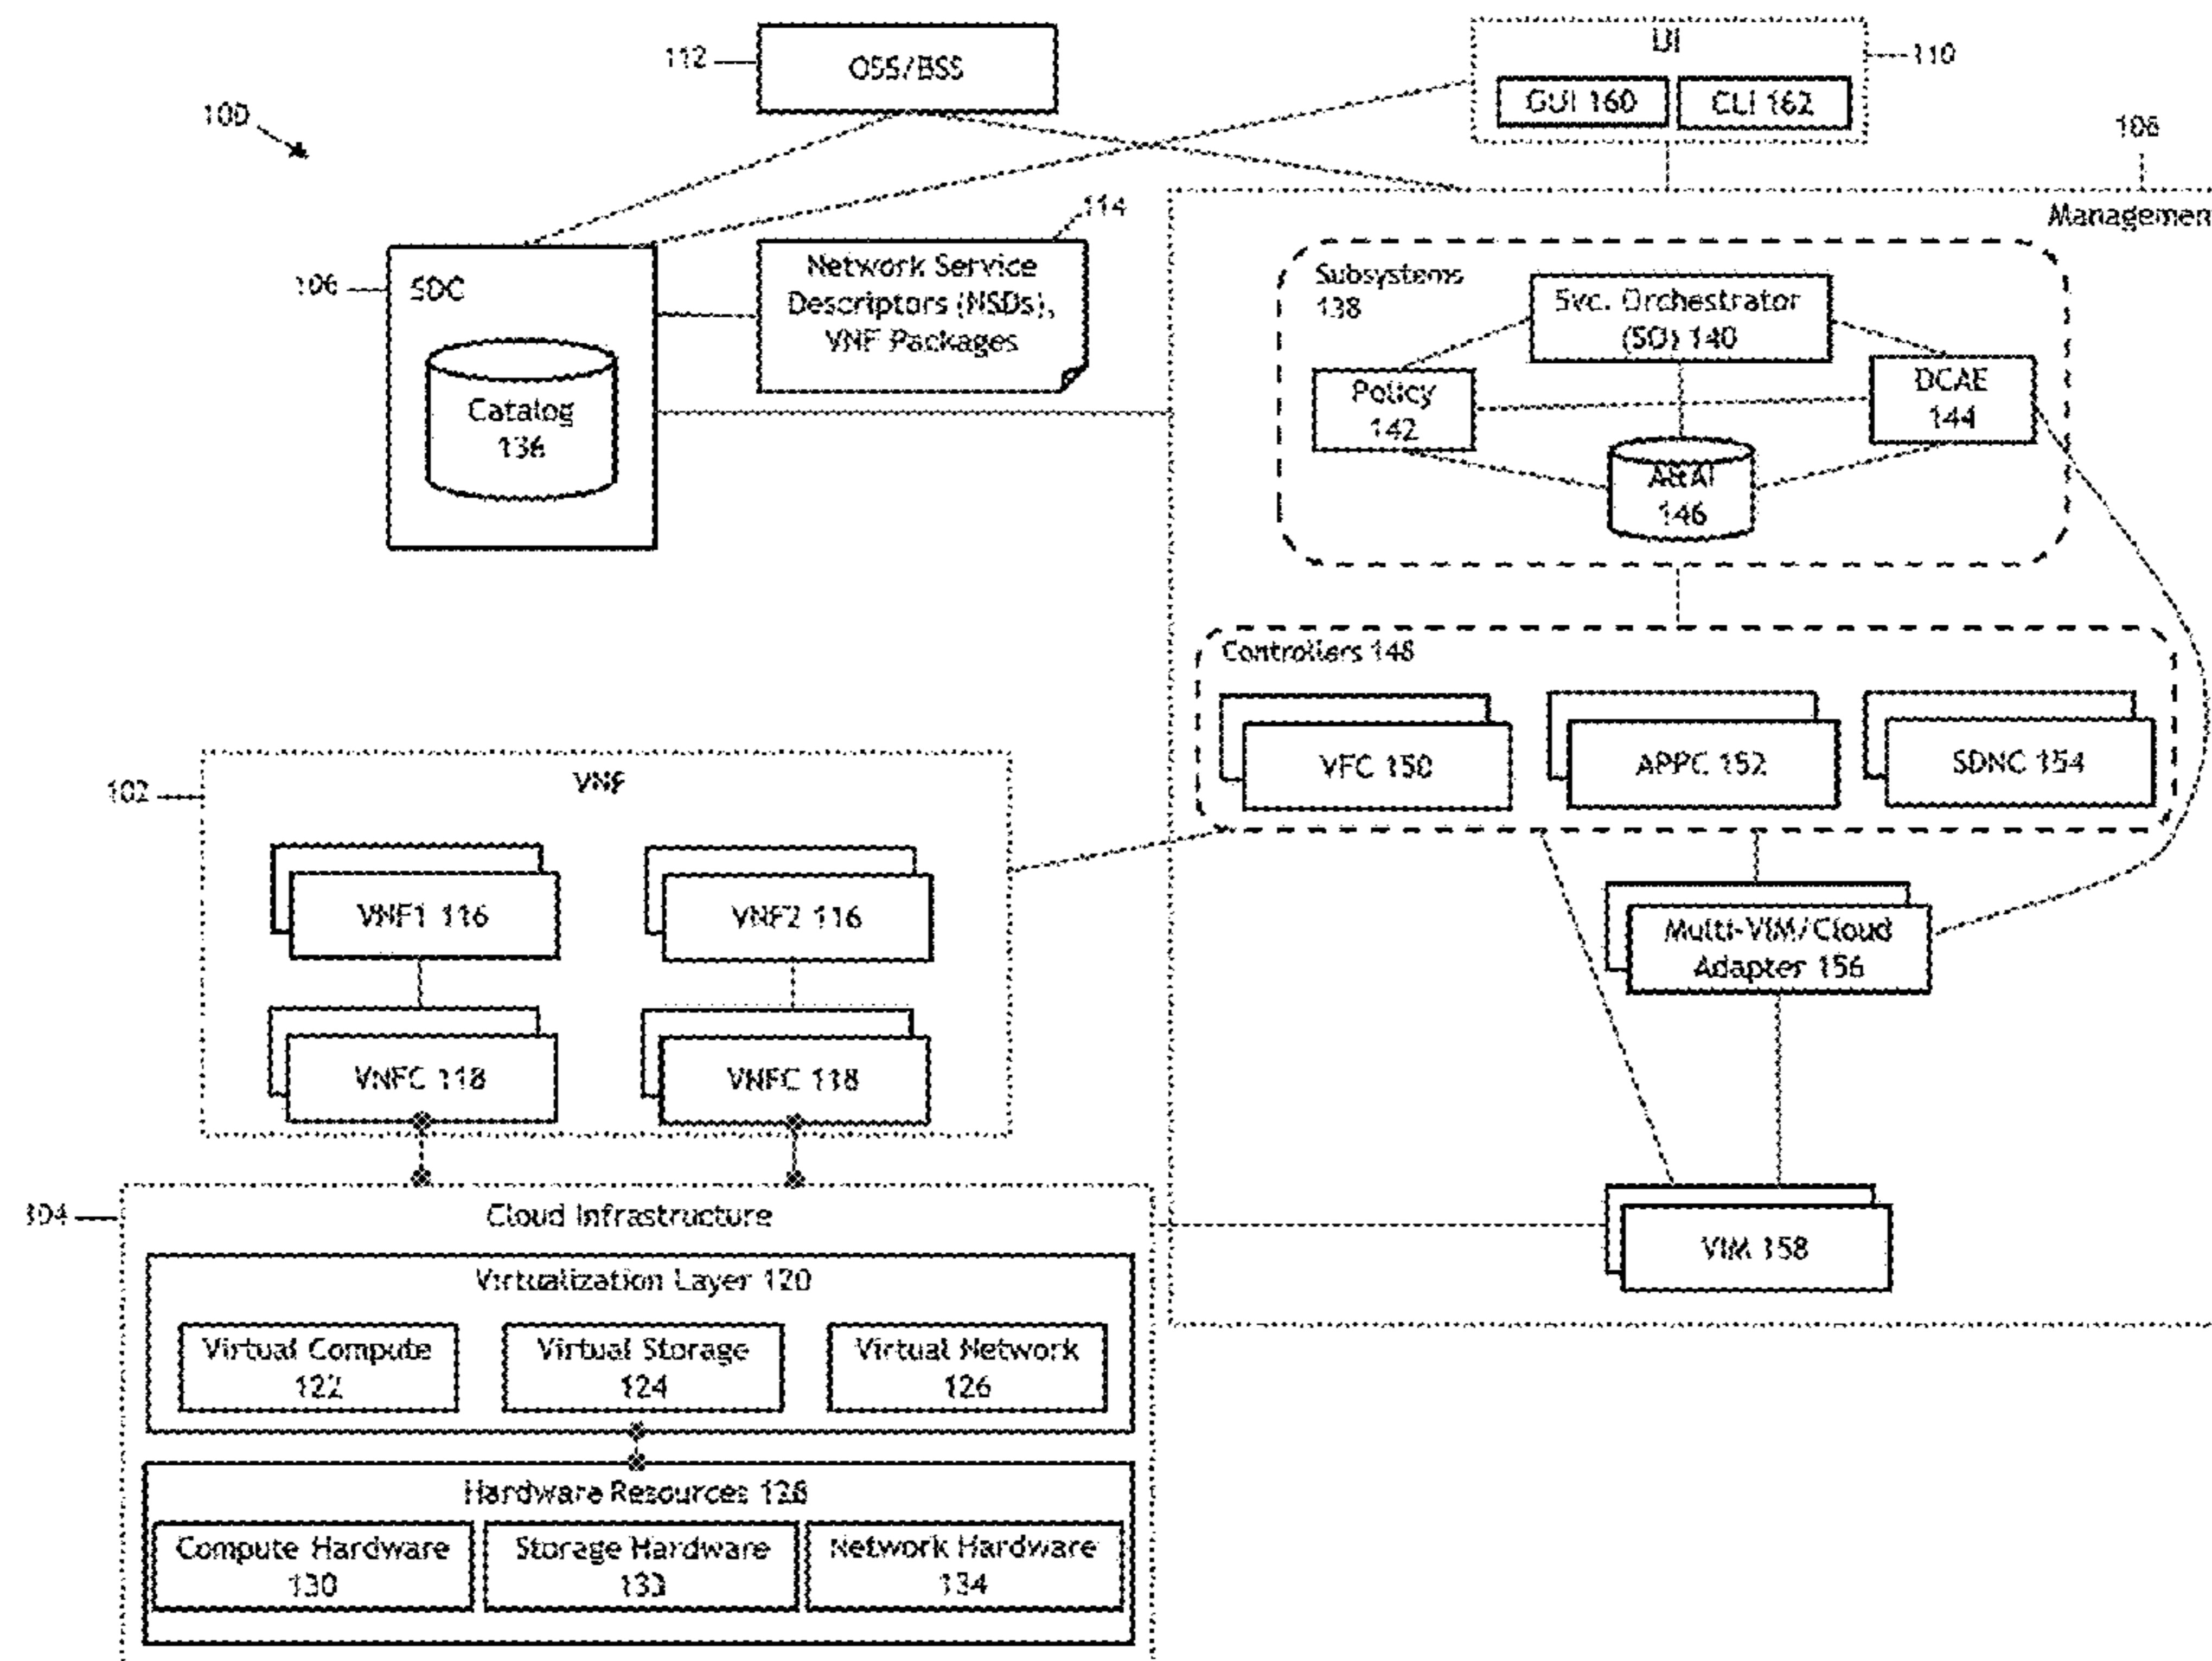 112
OSS/BSS
UI
110
GUI 160
CLI 162
100
108
Managemen
114
106
SDC
Catalog
136
Network Service
Descriptors (NSDs),
VNF Packages
Subsystems
138
Svc. Orchestrator
(SO) 140
Policy
142
DCAE
144
A&AI
146
Controllers 148
VFC 150
APPC 152
SDNC 154
102
VNF
VNF1 116
VNF2 116
VNFC 118
VNFC 118
Multi-VIM/Cloud
Adapter 156
VIM 158
104
Cloud Infrastructure
Virtualization Layer 120
Virtual Compute
122
Virtual Storage
124
Virtual Network
126
Hardware Resources 128
Compute Hardware
130
Storage Hardware
Network Hardware
134